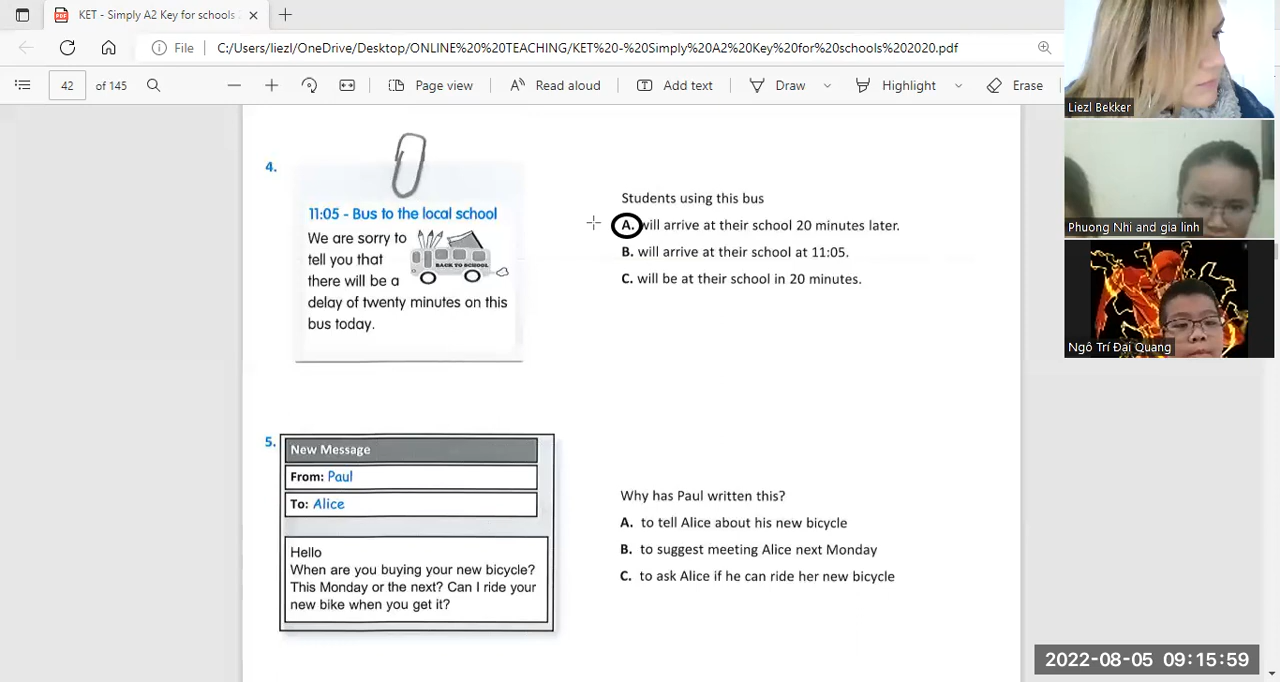 KET - Simply A2 Key for schools
File
C:/Users/liezl/OneDrive/Desktop/ONLINE%20%20TEACHING/KET%20-%20Simply%20A2%20Key%20for%20schools%202020.pdf
42 of 145
Page view
Read aloud
Add text
Draw
Highlight
Erase
4.
11:05 - Bus to the local school
We are sorry to
tell you that
there will be a
delay of twenty minutes on this
bus today.
BACK TO SCHOOL
Students using this bus
A. will arrive at their school 20 minutes later.
B. will arrive at their school at 11:05.
C. will be at their school in 20 minutes.
5.
New Message
From: Paul
To: Alice
Hello
When are you buying your new bicycle?
This Monday or the next? Can I ride your
new bike when you get it?
Why has Paul written this?
A. to tell Alice about his new bicycle
B. to suggest meeting Alice next Monday
C. to ask Alice if he can ride her new bicycle
Liezl Bekker
Phuong Nhi and gia linh
Ngô Trí Đai Quang
2022-08-05 09:15:59